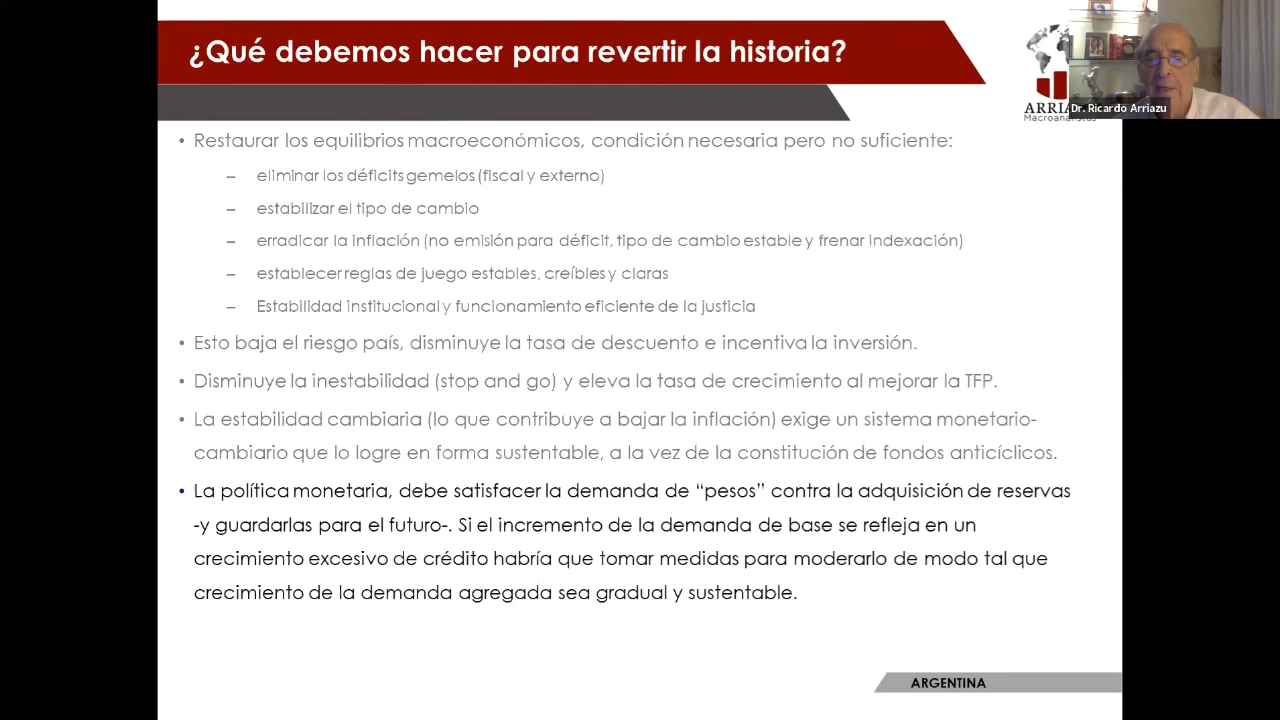 ¿Qué debemos hacer para revertir la historia?
ARRIA
Macroanalistas
Dr. Ricardo Arriazu
• Restaurar los equilibrios macroeconómicos, condición necesaria pero no suficiente:
– eliminar los déficits gemelos (fiscal y externo)
– estabilizar el tipo de cambio
– erradicar la inflación (no emisión para déficit, tipo de cambio estable y frenar indexación)
– establecer reglas de juego estables, creíbles y claras
– Estabilidad institucional y funcionamiento eficiente de la justicia
• Esto baja el riesgo país, disminuye la tasa de descuento e incentiva la inversión.
• Disminuye la inestabilidad (stop and go) y eleva la tasa de crecimiento al mejorar la TFP.
• La estabilidad cambiaria (lo que contribuye a bajar la inflación) exige un sistema monetario-
cambiario que lo logre en forma sustentable, a la vez de la constitución de fondos anticíclicos.
• La política monetaria, debe satisfacer la demanda de “pesos” contra la adquisición de reservas
-y guardarlas para el futuro-. Si el incremento de la demanda de base se refleja en un
crecimiento excesivo de crédito habría que tomar medidas para moderarlo de modo tal que
crecimiento de la demanda agregada sea gradual y sustentable.
ARGENTINA